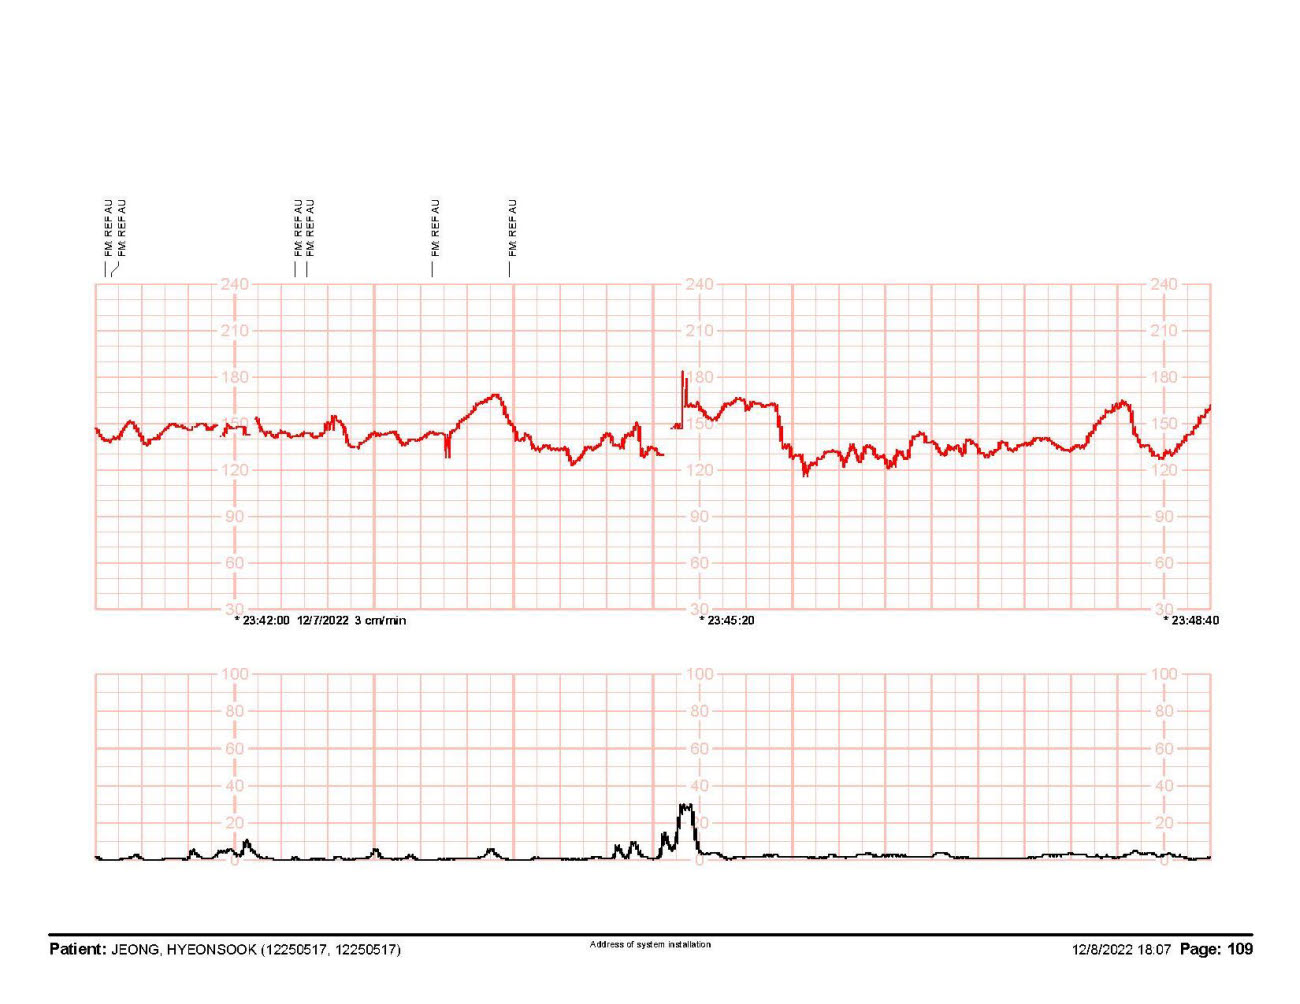 FM: REF AU
FM: REF AU
FM: REF AU
FM: REF AU
FM: REF AU
FM: REF AU
240 240 240
210 210 210
180 180 180
150 150 150
120 120 120
90 90 90
60 60 60
30 30 30
* 23:42:00 12/7/2022 3 cm/min * 23:45:20 * 23:48:40
100 100 100
80 80 80
60 60 60
40 40 40
20 20 20
0 0 0
Patient: JEONG, HYEONSOOK (12250517, 12250517) Address of system installation 12/8/2022 18:07 Page: 109